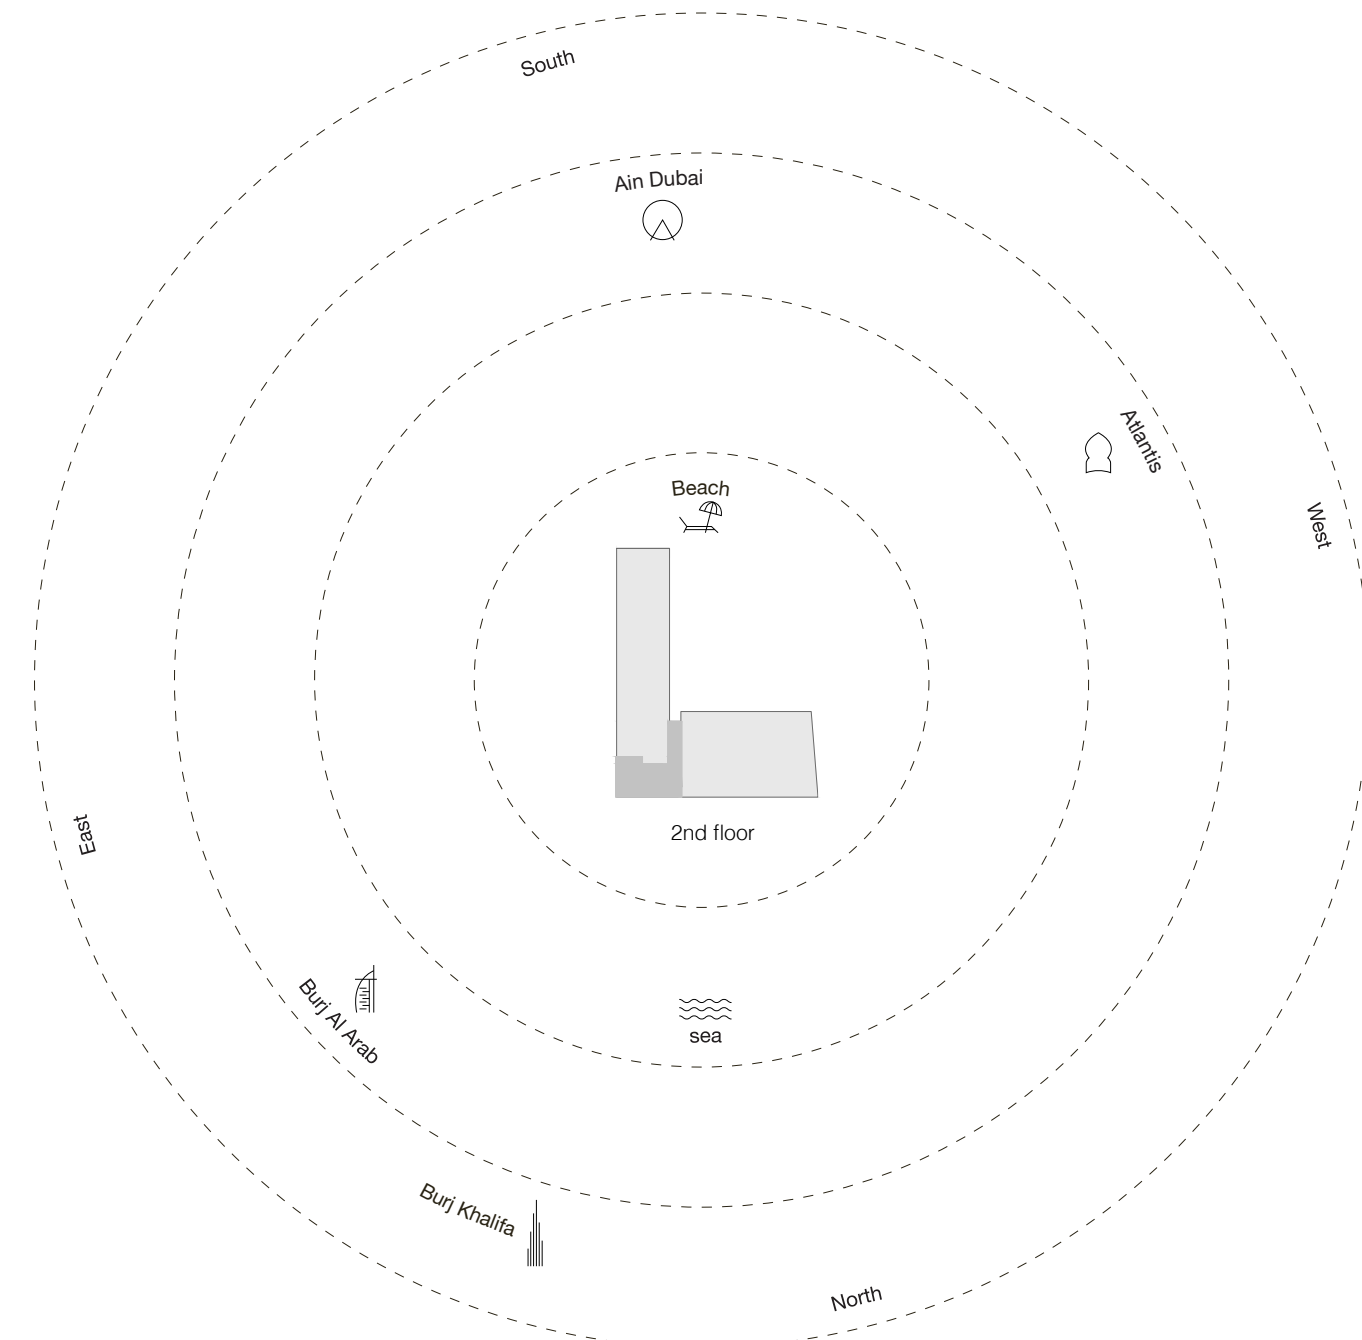 South
Ain Dubai
Atlantis
Beach
West
East
2nd floor
Burj Al Arab
sea
Burj Khalifa
North